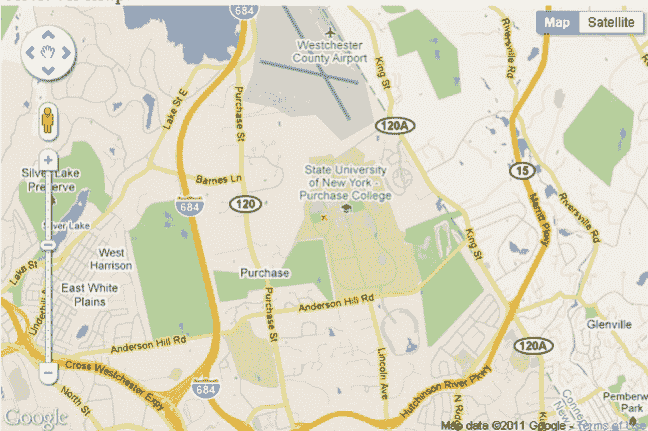 684
Map
Satellite
Westchester
County Airport
Riversville Rd
King St
Lake St E
Purchase St
120A
15
State University
of New York -
Purchase College
Silver Lake
Preserve
Barnes Ln
684
120
Merritt Pkwy
Riversville Rd
Silver Lake
King St
West
Harrison
Lake St
Purchase
East White
Plains
Anderson Hill Rd
Purchase St
Glenville
Anderson Hill Rd
120A
Lincoln Ave
Cross Westchester Expy
684
Hutchinson River Pkwy
North St
N Rd
King
Pemberw
Park
Google
Map data ©2011 Google -
Terms of Use